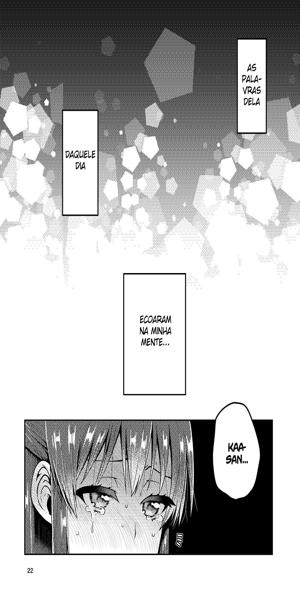 AS
PALA-
VRAS
DELA
DAQUELE
DIA
ECOARAM
NA MINHA
MENTE...
KAA-
SAN...
22